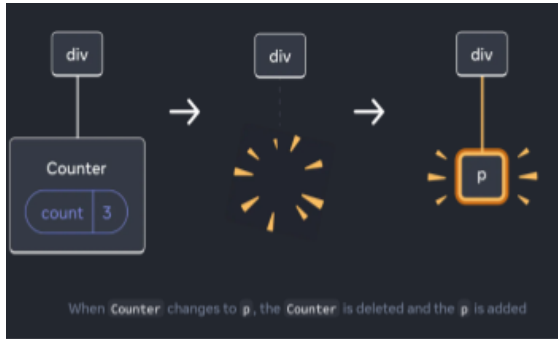 div
div
div
Counter
count 3
p
When Counter changes to p, the Counter is deleted and the p is added